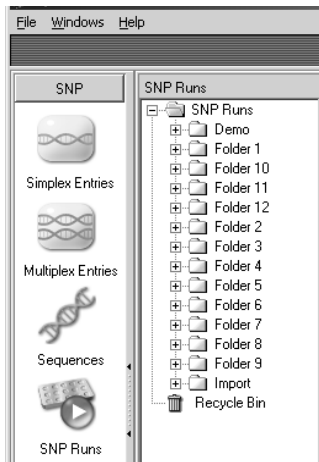 File Windows Help
SNP
Simplex Entries
Multiplex Entries
Sequences
SNP Runs
SNP Runs
SNP Runs
Demo
Folder 1
Folder 10
Folder 11
Folder 12
Folder 2
Folder 3
Folder 4
Folder 5
Folder 6
Folder 7
Folder 8
Folder 9
Import
Recycle Bin